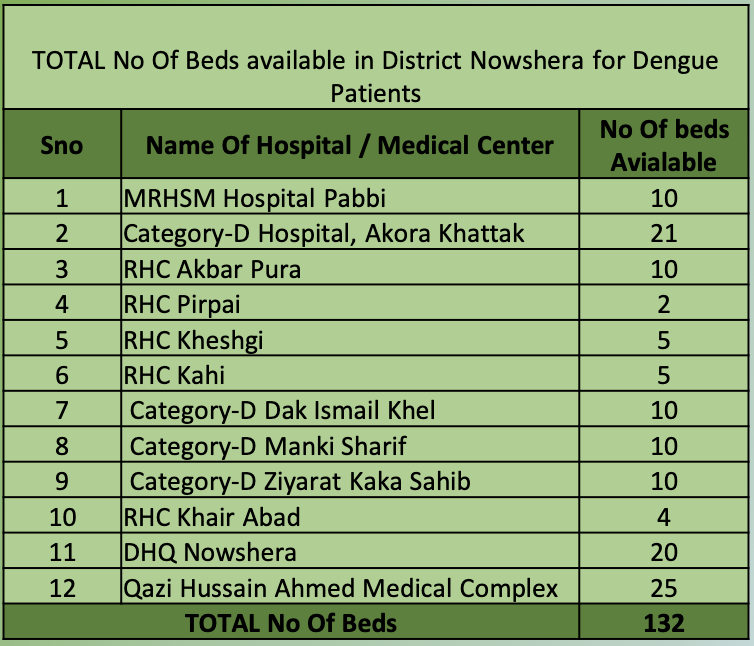 TOTAL No Of Beds available in District Nowshera for Dengue
Patients
Sno Name Of Hospital / Medical Center No Of beds Avialable
1 MRHSM Hospital Pabbi 10
2 Category-D Hospital, Akora Khattak 21
3 RHC Akbar Pura 10
4 RHC Pirpai 2
5 RHC Kheshgi 5
6 RHC Kahi 5
7 Category-D Dak Ismail Khel 10
8 Category-D Manki Sharif 10
9 Category-D Ziyarat Kaka Sahib 10
10 RHC Khair Abad 4
11 DHQ Nowshera 20
12 Qazi Hussain Ahmed Medical Complex 25
TOTAL No Of Beds 132